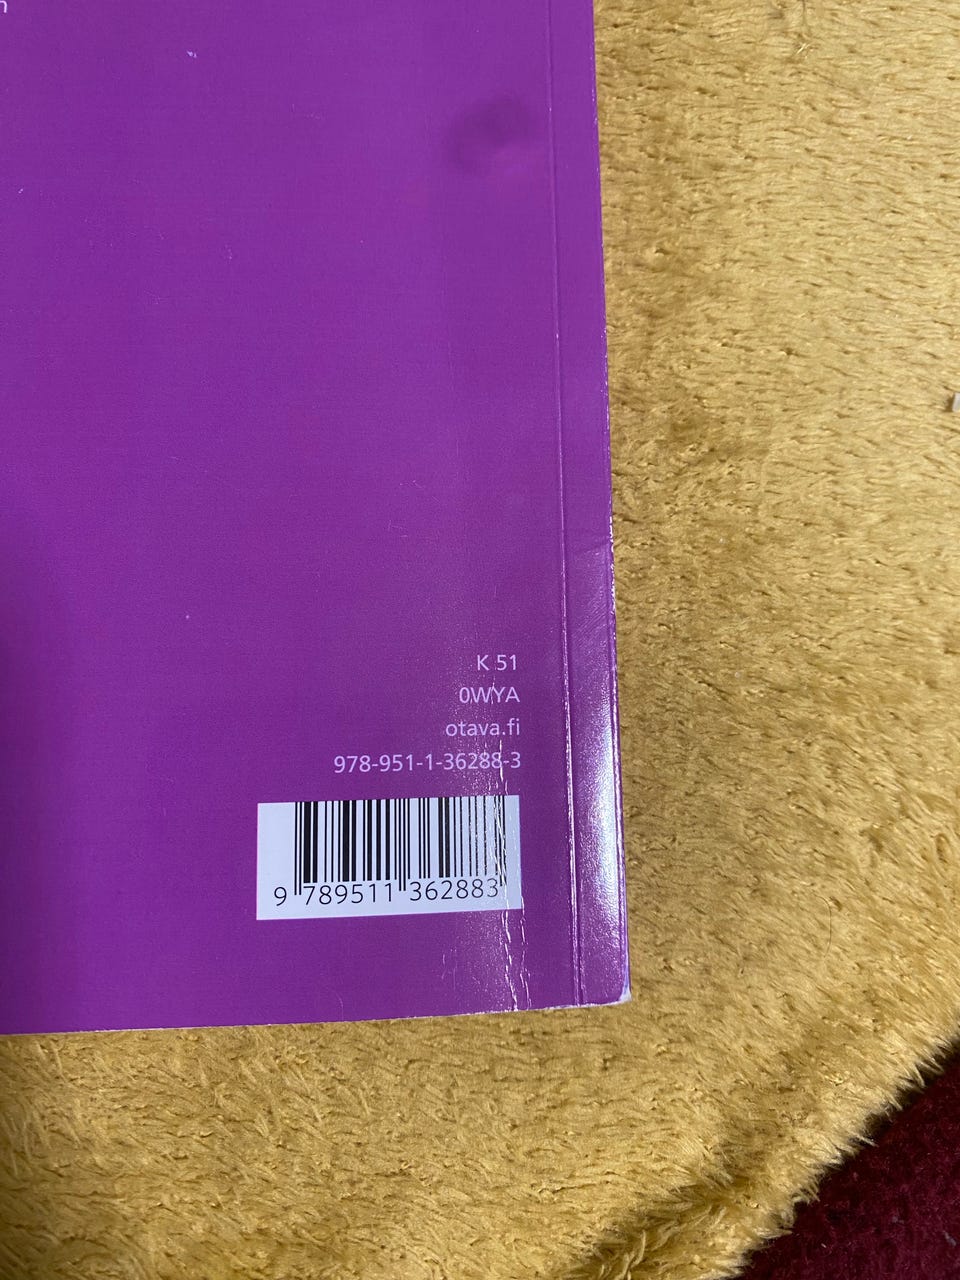 n
K 51
0WYA
otava.fi
978-951-1-36288-3
9 789511 362883